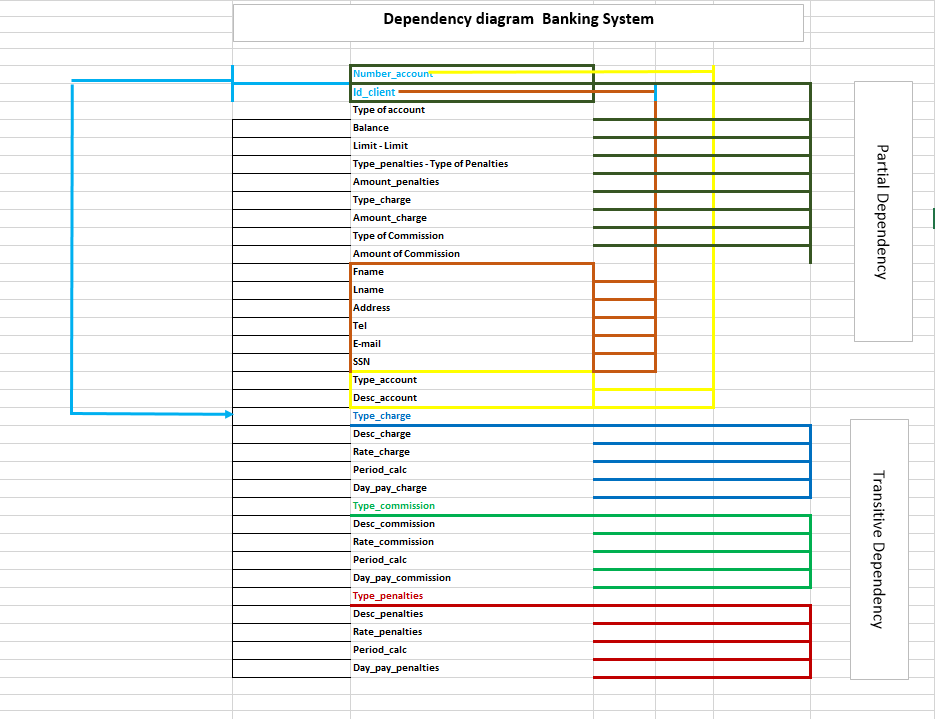 Dependency diagram  Banking System
Number_account
Id_client
Type of account
Balance
Limit - Limit
Type_penalties - Type of Penalties
Amount_penalties
Type_charge
Amount_charge
Type of Commission
Amount of Commission
Fname
Lname
Address
Tel
E-mail
SSN
Type_account
Desc_account
Type_charge
Desc_charge
Rate_charge
Period_calc
Day_pay_charge
Type_commission
Desc_commission
Rate_commission
Period_calc
Day_pay_commission
Type_penalties
Desc_penalties
Rate_penalties
Period_calc
Day_pay_penalties
Partial Dependency
Transitive Dependency